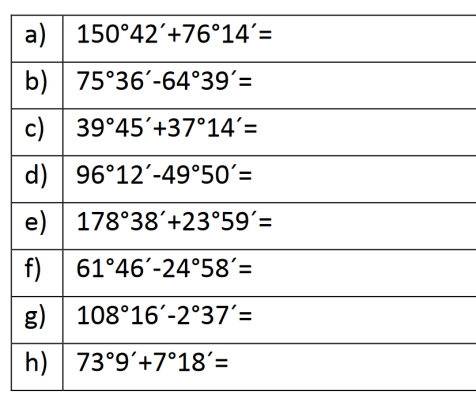 a) 150°42´+76°14´=
b) 75°36´-64°39´=
c) 39°45´+37°14´=
d) 96°12´-49°50´=
e) 178°38´+23°59´=
f) 61°46´-24°58´=
g) 108°16´-2°37´=
h) 73°9´+7°18´=